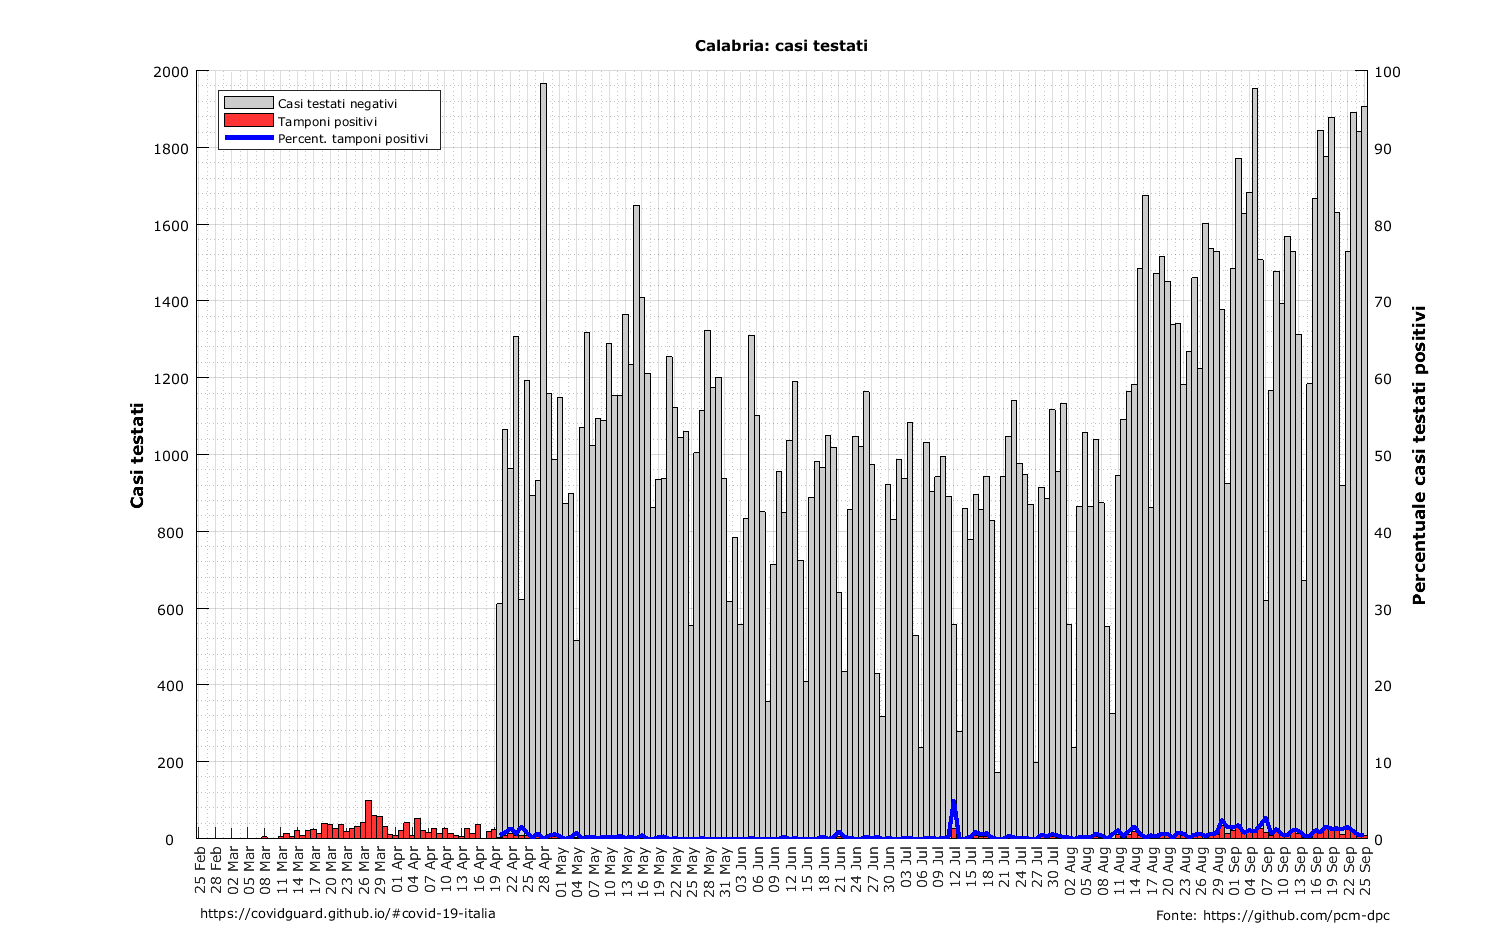 Calabria: casi testati
Casi testati negativi
Tamponi positivi
Percent. tamponi positivi
2000
1800
1600
1400
1200
1000
800
600
400
200
0
Casi testati
100
90
80
70
60
50
40
30
20
10
0
Percentuale casi testati positivi
25 Feb
28 Feb
02 Mar
05 Mar
08 Mar
11 Mar
14 Mar
17 Mar
20 Mar
23 Mar
26 Mar
29 Mar
01 Apr
04 Apr
07 Apr
10 Apr
13 Apr
16 Apr
19 Apr
22 Apr
25 Apr
28 Apr
01 May
04 May
07 May
10 May
13 May
16 May
19 May
22 May
25 May
28 May
31 May
03 Jun
06 Jun
09 Jun
12 Jun
15 Jun
18 Jun
21 Jun
24 Jun
27 Jun
30 Jun
03 Jul
06 Jul
09 Jul
12 Jul
15 Jul
18 Jul
21 Jul
24 Jul
27 Jul
30 Jul
02 Aug
05 Aug
08 Aug
11 Aug
14 Aug
17 Aug
20 Aug
23 Aug
26 Aug
29 Aug
01 Sep
04 Sep
07 Sep
10 Sep
13 Sep
16 Sep
19 Sep
22 Sep
25 Sep
https://covidguard.github.io/#covid-19-italia
Fonte: https://github.com/pcm-dpc